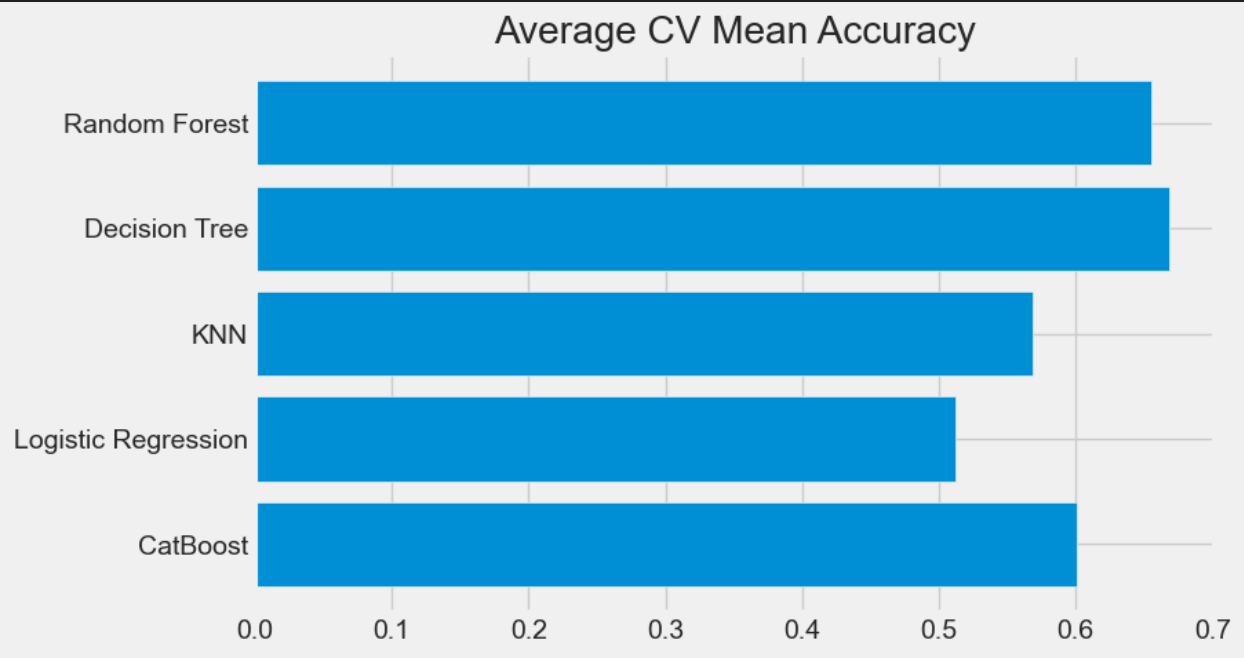 Average CV Mean Accuracy
Random Forest
Decision Tree
KNN
Logistic Regression
CatBoost
0.0 0.1 0.2 0.3 0.4 0.5 0.6 0.7